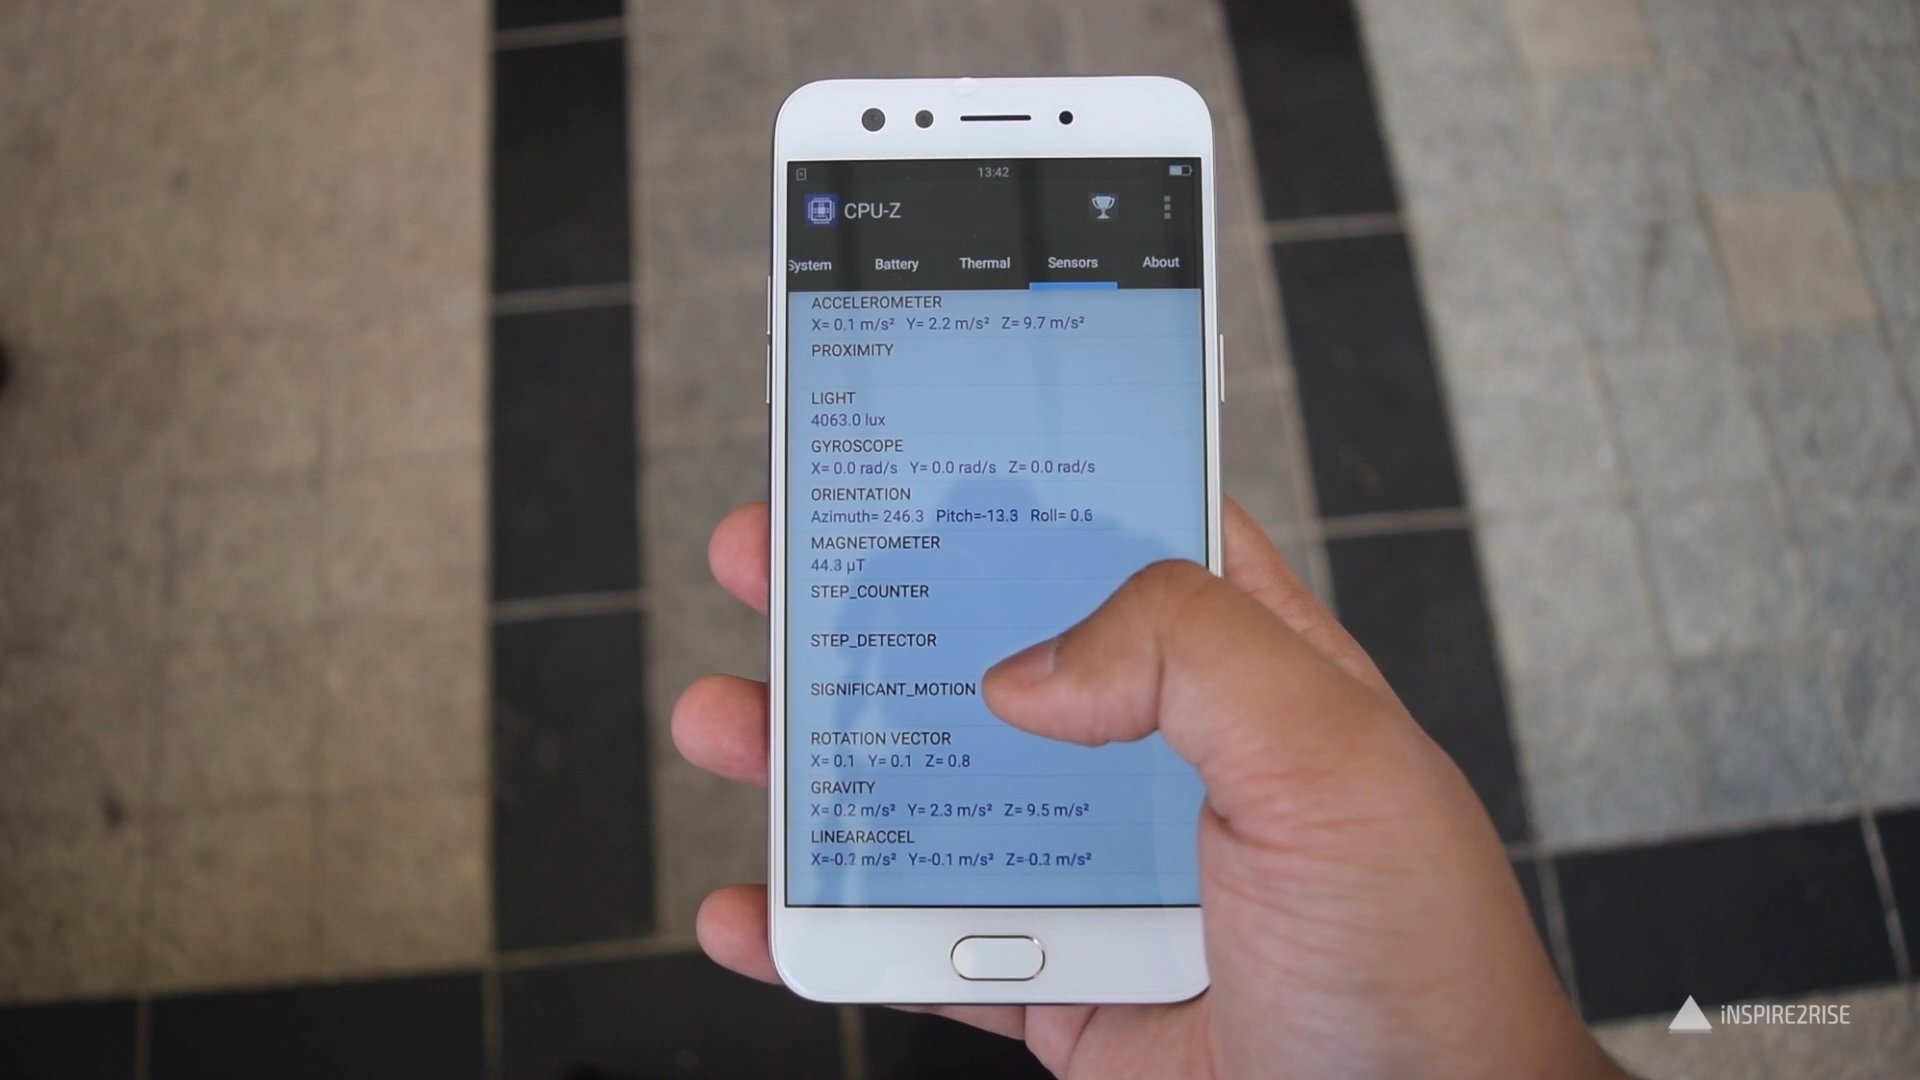 13:42
CPU-Z
System Battery Thermal Sensors About
ACCELEROMETER
X= 0.1 m/s² Y= 2.2 m/s² Z= 9.7 m/s²
PROXIMITY
LIGHT
4063.0 lux
GYROSCOPE
X= 0.0 rad/s Y= 0.0 rad/s Z= 0.0 rad/s
ORIENTATION
Azimuth= 246.3 Pitch=-13.3 Roll= 0.6
MAGNETOMETER
44.3 μT
STEP_COUNTER
STEP_DETECTOR
SIGNIFICANT_MOTION
ROTATION VECTOR
X= 0.1 Y= 0.1 Z= 0.8
GRAVITY
X= 0.2 m/s² Y= 2.3 m/s² Z= 9.5 m/s²
LINEARACCEL
X=-0.2 m/s² Y=-0.1 m/s² Z=-0.2 m/s²
iNSPIRE2RISE